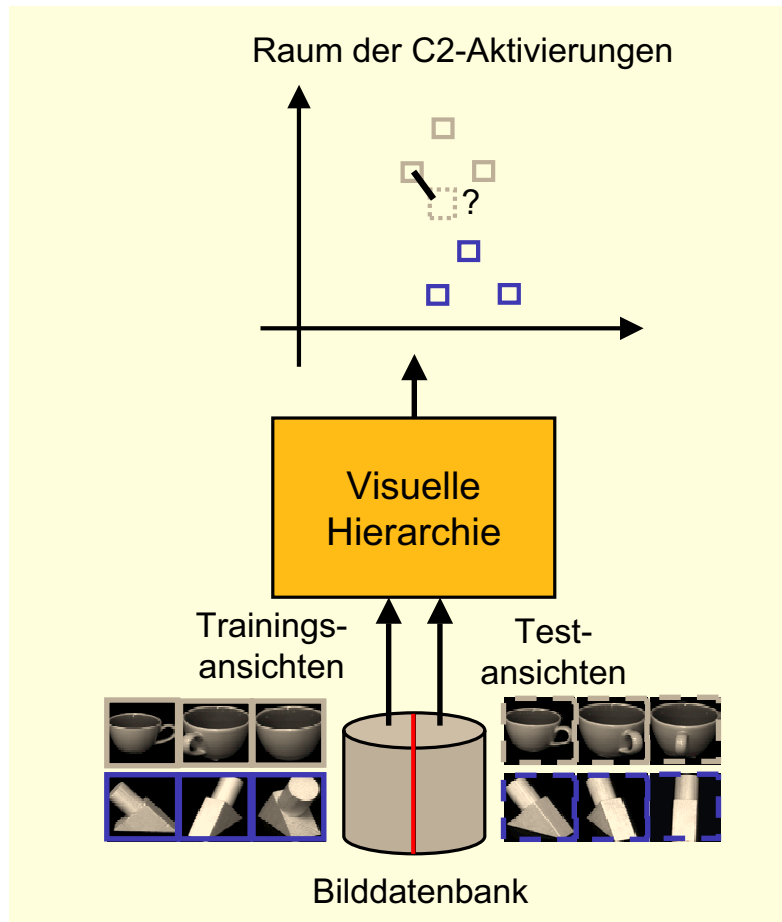 Raum der C2-Aktivierungen
?
Visuelle
Hierarchie
Trainings-
ansichten
Test-
ansichten
Bilddatenbank